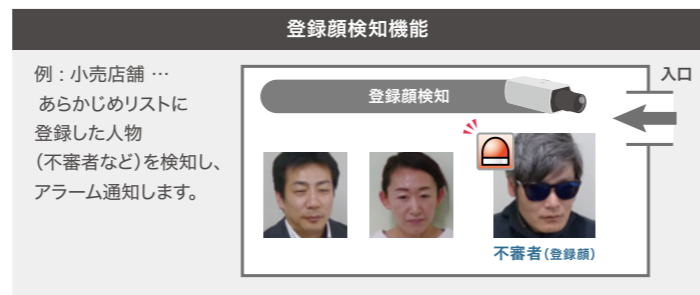 登録顔検知機能
例：小売店舗 …
あらかじめリストに
登録した人物
（不審者など）を検知し、
アラーム通知します。
登録顔検知
入口
不審者（登録顔）